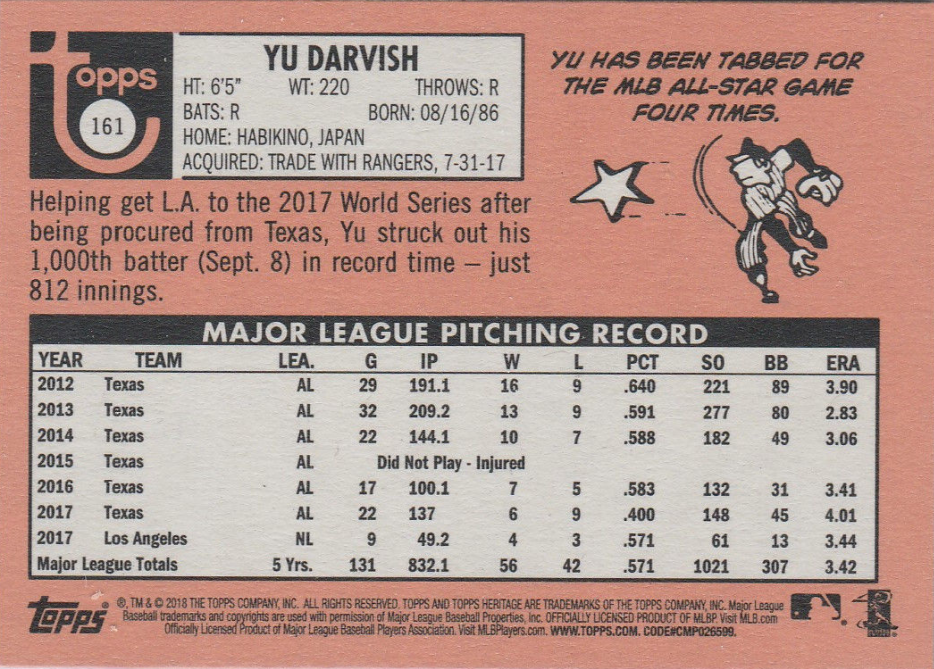 topps
161
YU DARVISH
HT: 6'5" WT: 220 THROWS: R
BATS: R BORN: 08/16/86
HOME: HABIKINO, JAPAN
ACQUIRED: TRADE WITH RANGERS, 7-31-17
YU HAS BEEN TABBED FOR
THE MLB ALL-STAR GAME
FOUR TIMES.
Helping get L.A. to the 2017 World Series after
being procured from Texas, Yu struck out his
1,000th batter (Sept. 8) in record time – just
812 innings.
MAJOR LEAGUE PITCHING RECORD
YEAR TEAM LEA. G IP W L PCT SO BB ERA
2012 Texas AL 29 191.1 16 9 .640 221 89 3.90
2013 Texas AL 32 209.2 13 9 .591 277 80 2.83
2014 Texas AL 22 144.1 10 7 .588 182 49 3.06
2015 Texas AL Did Not Play - Injured
2016 Texas AL 17 100.1 7 5 .583 132 31 3.41
2017 Texas AL 22 137 6 9 .400 148 45 4.01
2017 Los Angeles NL 9 49.2 4 3 .571 61 13 3.44
Major League Totals 5 Yrs. 131 832.1 56 42 .571 1021 307 3.42
topps® ®, TM & © 2018 THE TOPPS COMPANY, INC. ALL RIGHTS RESERVED. TOPPS AND TOPPS HERITAGE ARE TRADEMARKS OF THE TOPPS COMPANY, INC. Major League
Baseball trademarks and copyrights are used with permission of Major League Baseball Properties, Inc. OFFICIALLY LICENSED PRODUCT OF MLBP. Visit MLB.com
Officially Licensed Product of Major League Baseball Players Association. Visit MLBPlayers.com. WWW.TOPPS.COM. CODE#CMP026599.